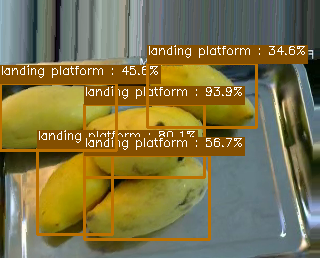 landing platform : 34.6%
landing platform : 45.6%
landing platform : 93.9%
landing platform : 80.1%
landing platform : 56.7%